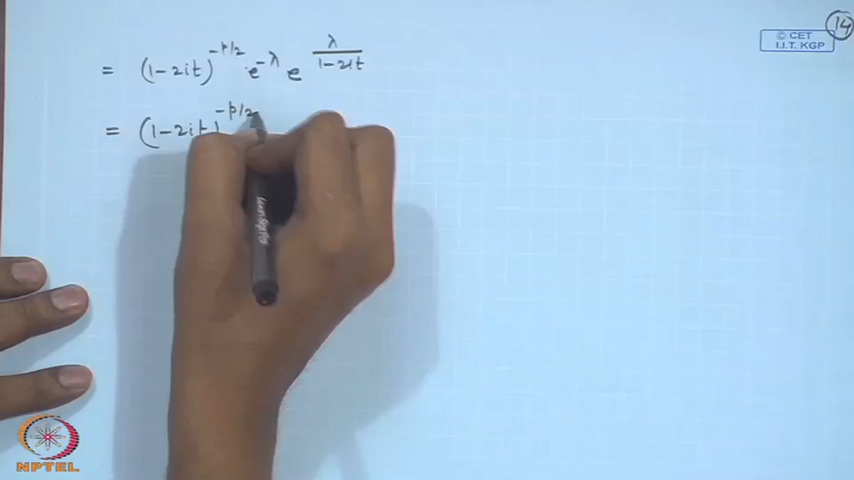 14
© CET
I.I.T. KGP
= (1-2it)^{-p/2} · e^{-λ} e^{λ/(1-2it)}
= (1-2it)^{-p/2}
NPTEL